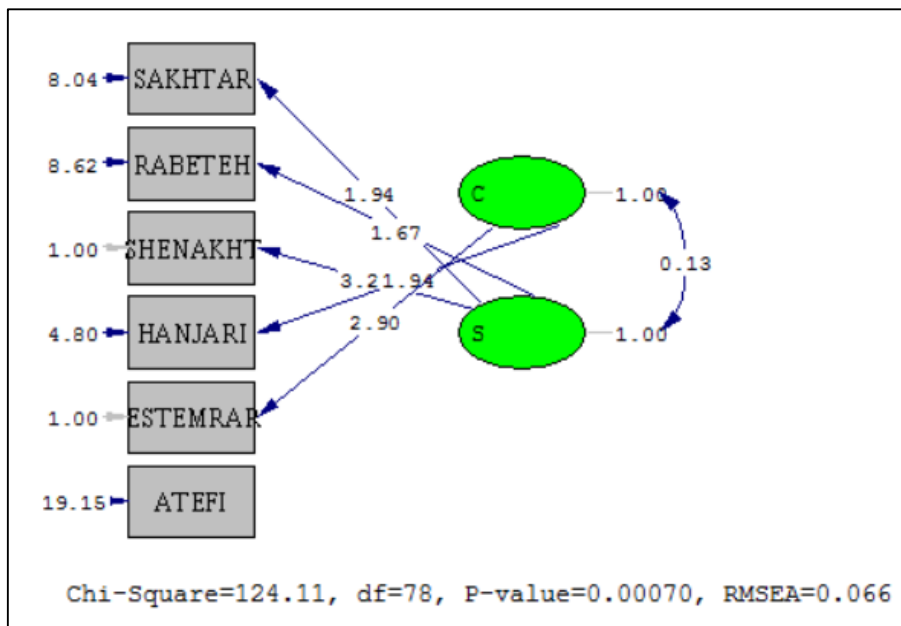 8.04 SAKHTAR
8.62 RABETEH
1.94
C
1.00
1.67
1.00 SHENAKHT
0.13
3.21.94
4.80 HANJARI
2.90
S
1.00
1.00 ESTEMRAR
19.15 ATEFI
Chi-Square=124.11, df=78, P-value=0.00070, RMSEA=0.066